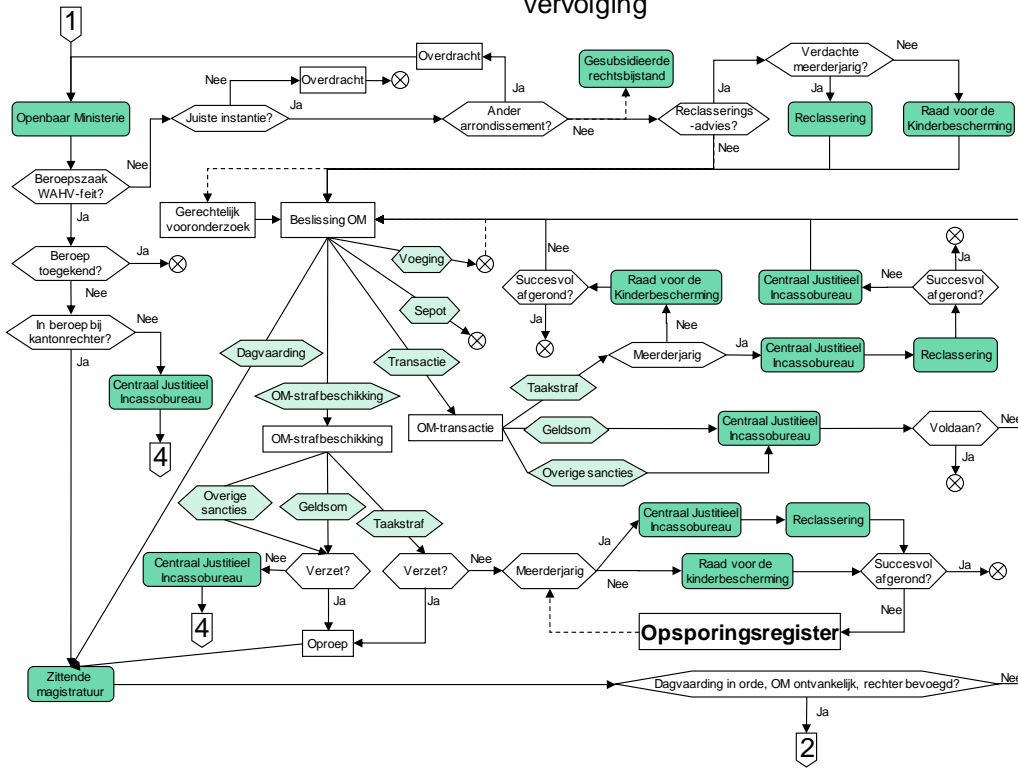 vervolging
1
Overdracht
Gesubsidieerde
rechtsbijstand
Verdachte
meerderjarig?
Nee
Nee
Overdracht
Ja
Ja
Openbaar Ministerie
Juiste instantie?
Ja
Ander
arrondissement?
Nee
Reclasserings
-advies?
Ja
Reclassering
Raad voor de
Kinderbescherming
Nee
Nee
Beroepszaak
WAHV-feit?
Ja
Gerechtelijk
vooronderzoek
Beslissing OM
Beroep
toegekend?
Ja
Voeging
Nee
Ja
Nee
Succesvol
afgerond?
Raad voor de
Kinderbescherming
Centraal Justitieel
Incassobureau
Nee
Succesvol
afgerond?
Sepot
In beroep bij
kantonrechter?
Nee
Ja
Nee
Ja
Dagvaarding
Transactie
Meerderjarig
Ja
Centraal Justitieel
Incassobureau
Reclassering
Centraal Justitieel
Incassobureau
OM-strafbeschikking
Taakstraf
OM-transactie
Geldsom
Centraal Justitieel
Incassobureau
Voldaan?
Nee
OM-strafbeschikking
4
Overige sancties
Ja
Overige
sancties
Geldsom
Taakstraf
Centraal Justitieel
Incassobureau
Reclassering
Ja
Centraal Justitieel
Incassobureau
Nee
Verzet?
Verzet?
Nee
Meerderjarig
Nee
Raad voor de
kinderbescherming
Succesvol
afgerond?
Ja
Ja
Ja
Nee
4
Oproep
Opsporingsregister
Zittende
magistratuur
Dagvaarding in orde, OM ontvankelijk, rechter bevoegd?
Nee
Ja
2